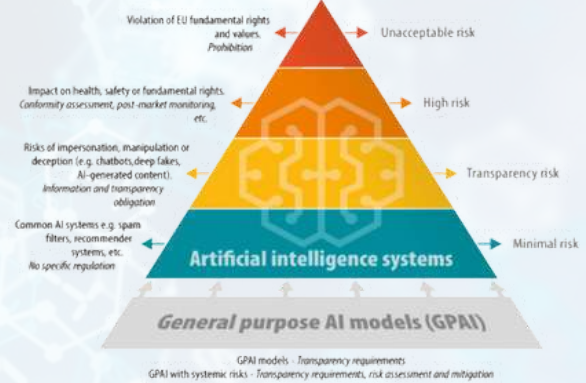 Violation of EU fundamental rights
and values.
Prohibition
Unacceptable risk
Impact on health, safety or fundamental rights.
Conformity assessment, post-market monitoring,
etc.
High risk
Risks of impersonation, manipulation or
deception (e.g. chatbots,deep fakes,
AI-generated content).
Information and transparency
obligation
Transparency risk
Common AI systems e.g. spam
filters, recommender
systems, etc.
No specific regulation
Minimal risk
Artificial intelligence systems
General purpose AI models (GPAI)
GPAI models - Transparency requirements
GPAI with systemic risks - Transparency requirements, risk assessment and mitigation